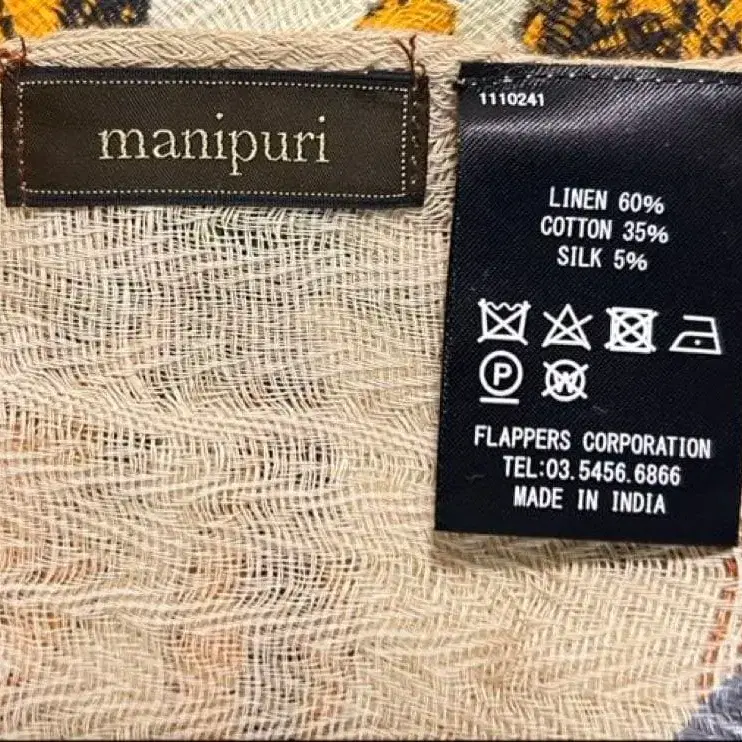 manipuri
1110241
LINEN 60%
COTTON 35%
SILK 5%
P
W
FLAPPERS CORPORATION
TEL:03.5456.6866
MADE IN INDIA